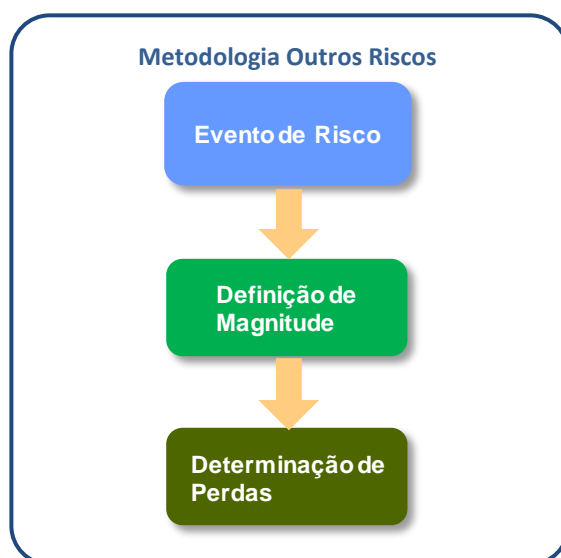 Metodologia Outros Riscos
Evento de Risco
Definição de
Magnitude
Determinação de
Perdas